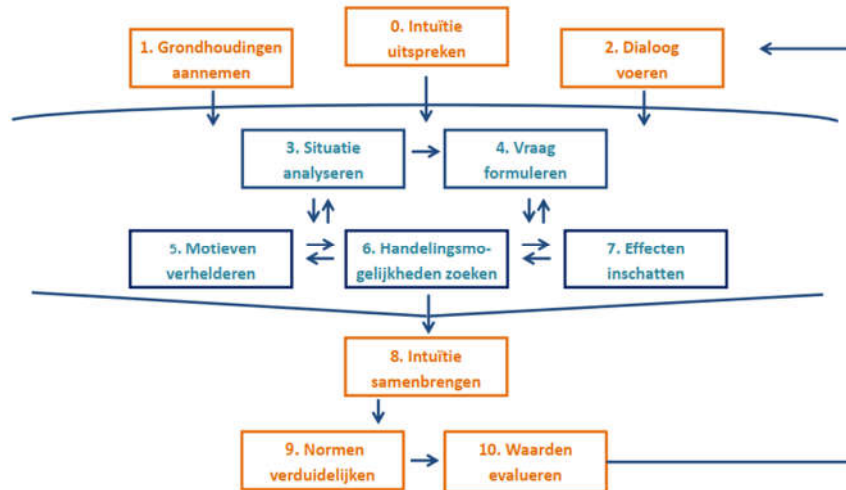 0. Intuïtie
uitspreken
1. Grondhoudingen
aannemen
2. Dialoog
voeren
3. Situatie
analyseren
4. Vraag
formuleren
5. Motieven
verhelderen
6. Handelingsmo-
gelijkheden zoeken
7. Effecten
inschatten
8. Intuïtie
samenbrengen
9. Normen
verduidelijken
10. Waarden
evalueren